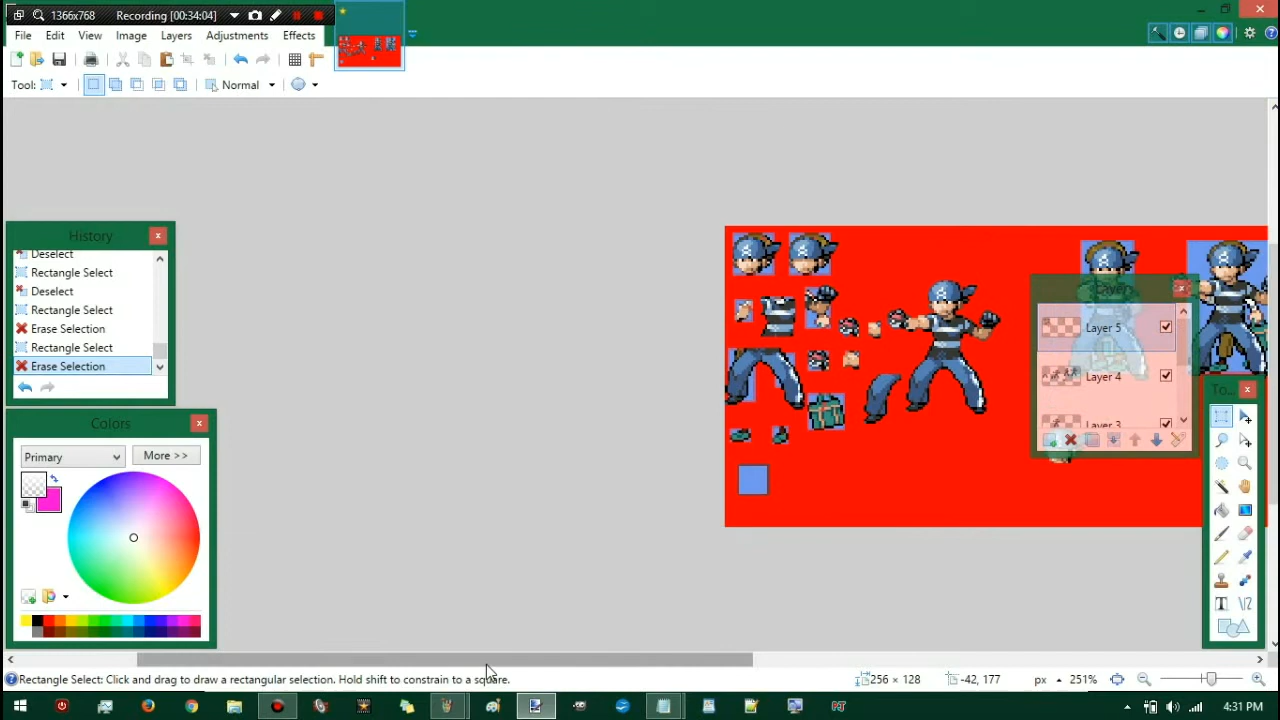 1366x768 Recording [00:34:04]
File Edit View Image Layers Adjustments Effects
Tool: Normal
History
Deselect
Rectangle Select
Deselect
Rectangle Select
Erase Selection
Rectangle Select
Erase Selection
Colors
Primary More >>
Layer 5
Layer 4
Layer 3
To...
Rectangle Select: Click and drag to draw a rectangular selection. Hold shift to constrain to a square. 256 × 128 -42, 177 px 251%
4:31 PM